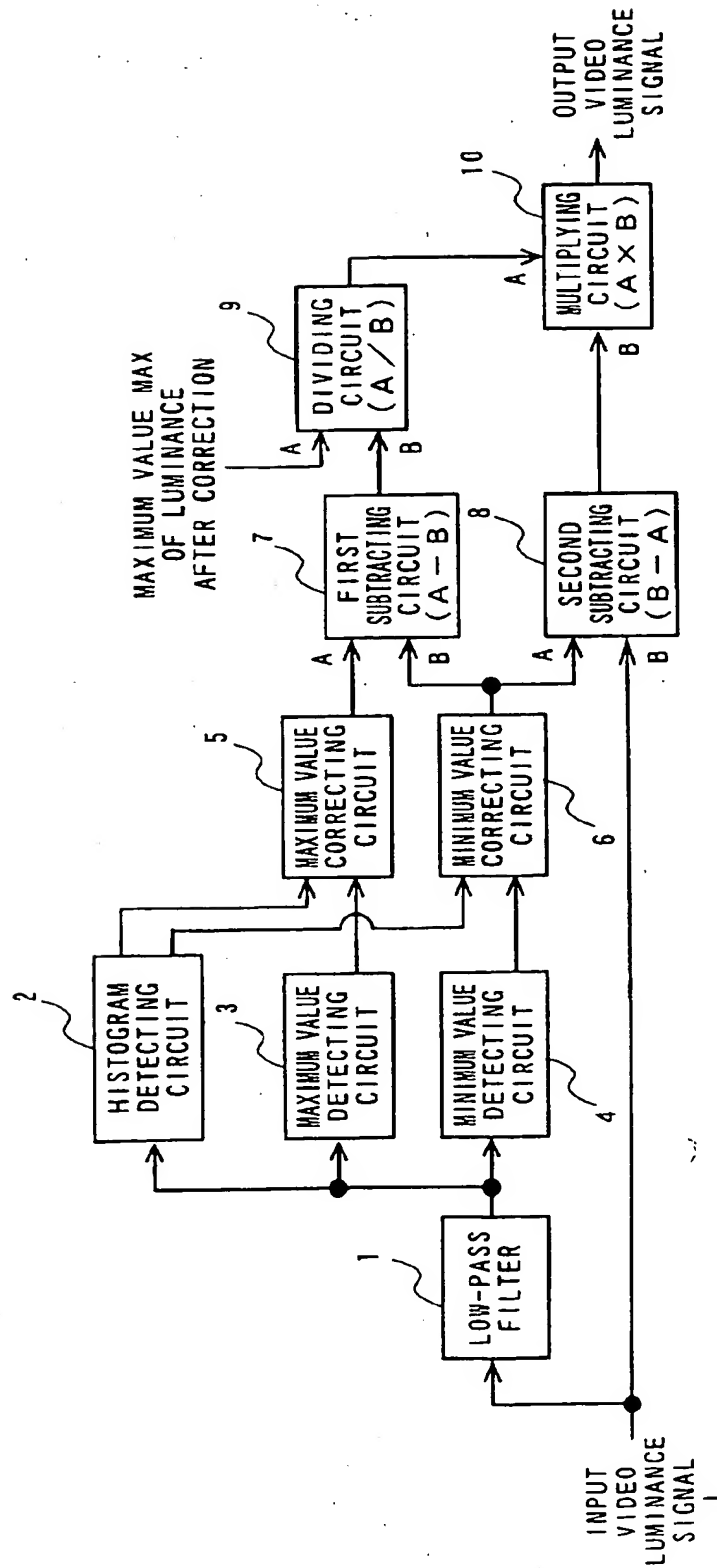 INPUT
VIDEO
LUMINANCE
SIGNAL
1
LOW-PASS
FILTER
2
HISTOGRAM
DETECTING
CIRCUIT
3
MAXIMUM VALUE
DETECTING
CIRCUIT
4
MINIMUM VALUE
DETECTING
CIRCUIT
5
MAXIMUM VALUE
CORRECTING
CIRCUIT
6
MINIMUM VALUE
CORRECTING
CIRCUIT
MAXIMUM VALUE MAX
OF LUMINANCE
AFTER CORRECTION
7
A
B
FIRST
SUBTRACTING
CIRCUIT
(A-B)
8
A
B
SECOND
SUBTRACTING
CIRCUIT
(B-A)
9
A
B
DIVIDING
CIRCUIT
(A/B)
10
A
B
MULTIPLYING
CIRCUIT
(A×B)
OUTPUT
VIDEO
LUMINANCE
SIGNAL